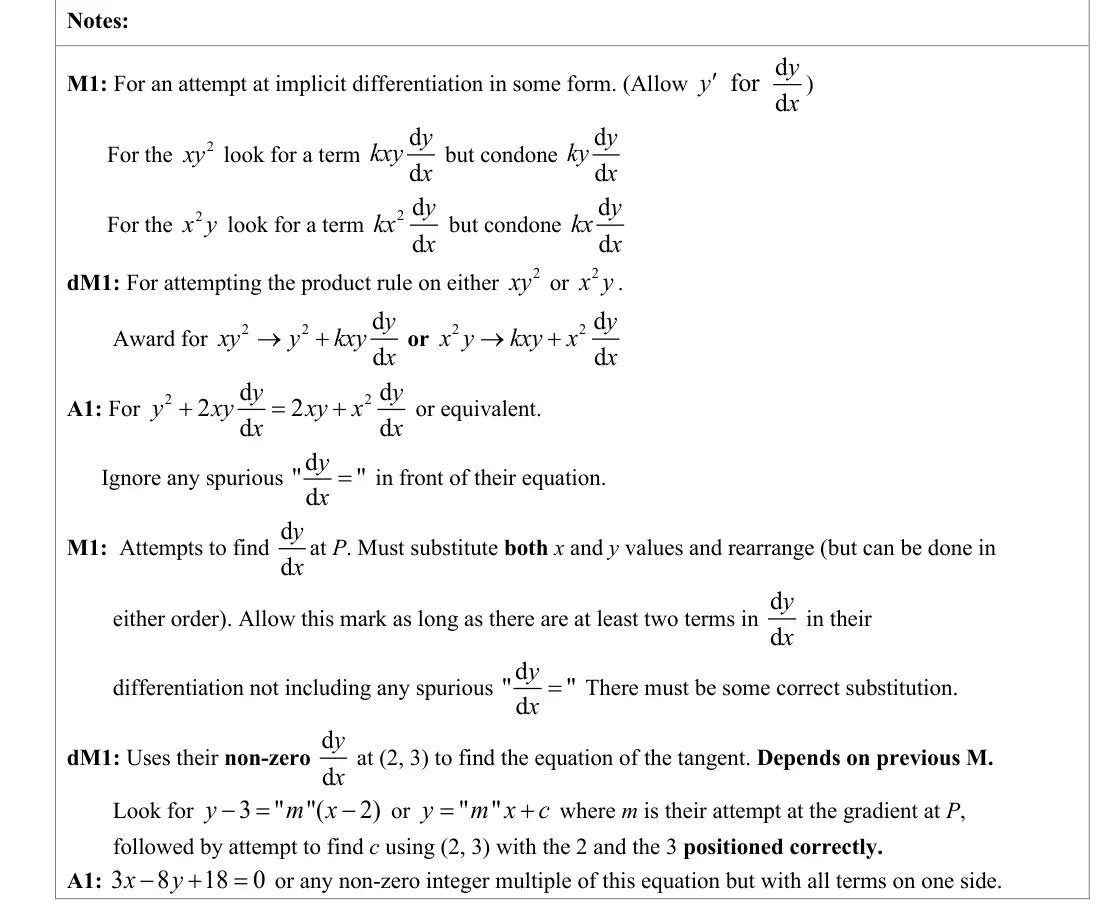 Notes:
M1: For an attempt at implicit differentiation in some form. (Allow y′ for dy/dx)
For the xy² look for a term kxy dy/dx but condone ky dy/dx
For the x²y look for a term kx² dy/dx but condone kx dy/dx
dM1: For attempting the product rule on either xy² or x²y.
Award for xy² → y² + kxy dy/dx or x²y → kxy + x² dy/dx
A1: For y² + 2xy dy/dx = 2xy + x² dy/dx or equivalent.
Ignore any spurious "dy/dx =" in front of their equation.
M1: Attempts to find dy/dx at P. Must substitute both x and y values and rearrange (but can be done in
either order). Allow this mark as long as there are at least two terms in dy/dx in their
differentiation not including any spurious "dy/dx =" There must be some correct substitution.
dM1: Uses their non-zero dy/dx at (2, 3) to find the equation of the tangent. Depends on previous M.
Look for y − 3 = "m"(x − 2) or y = "m"x + c where m is their attempt at the gradient at P,
followed by attempt to find c using (2, 3) with the 2 and the 3 positioned correctly.
A1: 3x − 8y + 18 = 0 or any non-zero integer multiple of this equation but with all terms on one side.